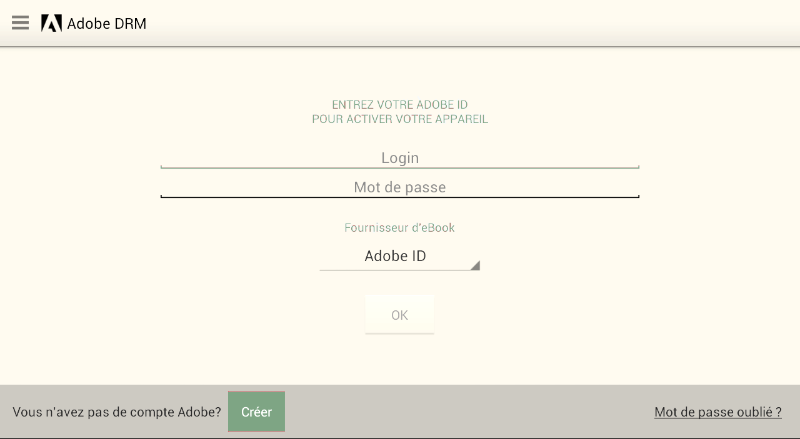 Adobe DRM
ENTREZ VOTRE ADOBE ID
POUR ACTIVER VOTRE APPAREIL
Login
Mot de passe
Fournisseur d'eBook
Adobe ID
OK
Vous n'avez pas de compte Adobe? Créer Mot de passe oublié ?